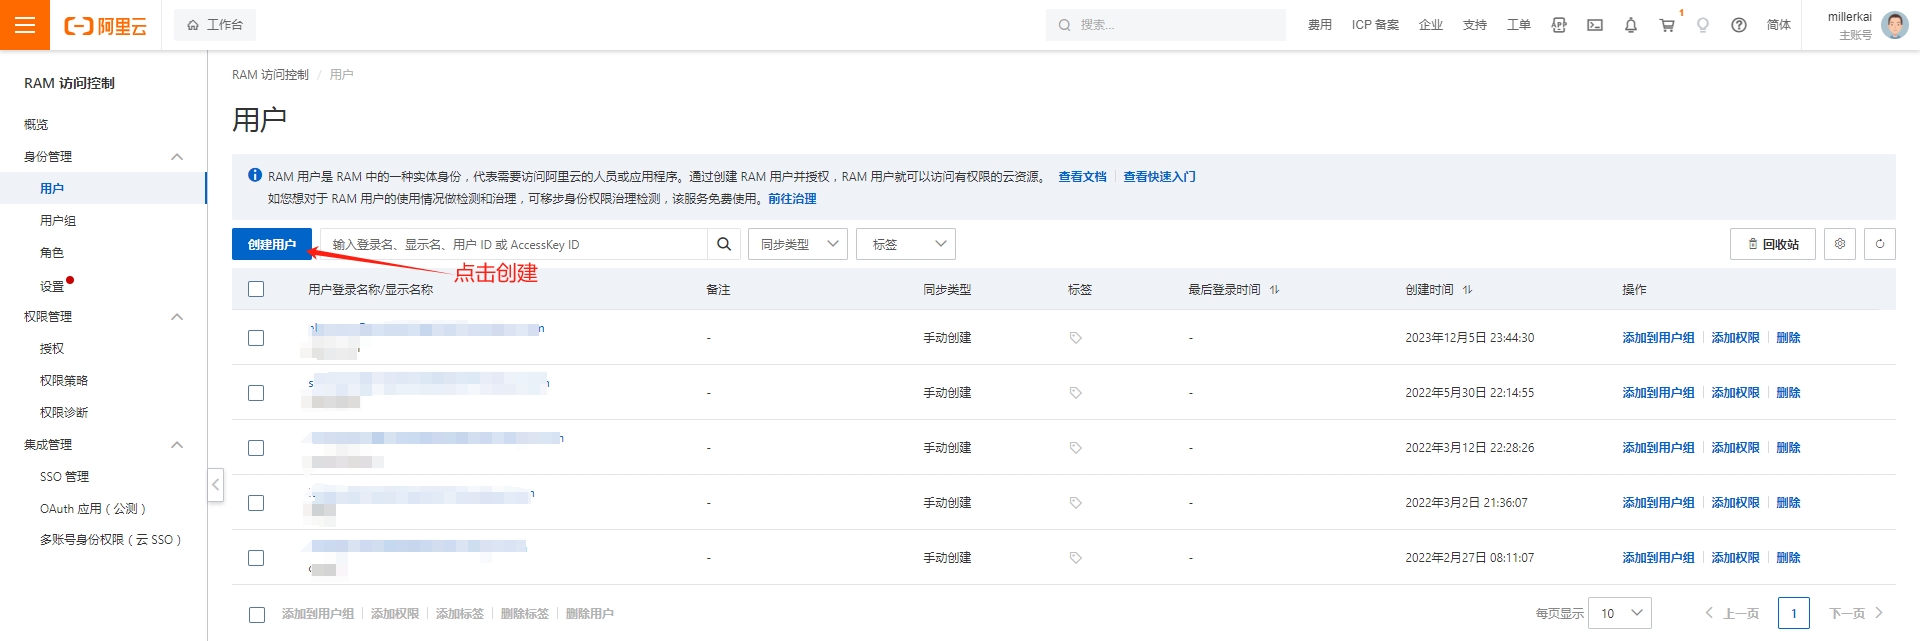 阿里云
工作台
搜索...
费用 ICP 备案 企业 支持 工单 1 简体
millerkai
主账号
RAM 访问控制
概览
身份管理
用户
用户组
角色
设置
权限管理
授权
权限策略
权限诊断
集成管理
SSO 管理
OAuth 应用（公测）
多账号身份权限（云 SSO）
RAM 访问控制 / 用户
用户
RAM 用户是 RAM 中的一种实体身份，代表需要访问阿里云的人员或应用程序。通过创建 RAM 用户并授权，RAM 用户就可以访问有权限的云资源。 查看文档 查看快速入门
如您想对于 RAM 用户的使用情况做检测和治理，可移步身份权限治理检测，该服务免费使用。前往治理
创建用户 输入登录名、显示名、用户 ID 或 AccessKey ID 同步类型 标签 回收站
点击创建
用户登录名称/显示名称 备注 同步类型 标签 最后登录时间 创建时间 操作
- 手动创建 - 2023年12月5日 23:44:30 添加到用户组 添加权限 删除
- 手动创建 - 2022年5月30日 22:14:55 添加到用户组 添加权限 删除
- 手动创建 - 2022年3月12日 22:28:26 添加到用户组 添加权限 删除
- 手动创建 - 2022年3月2日 21:36:07 添加到用户组 添加权限 删除
- 手动创建 - 2022年2月27日 08:11:07 添加到用户组 添加权限 删除
添加到用户组 添加权限 添加标签 删除标签 删除用户 每页显示 10 上一页 1 下一页